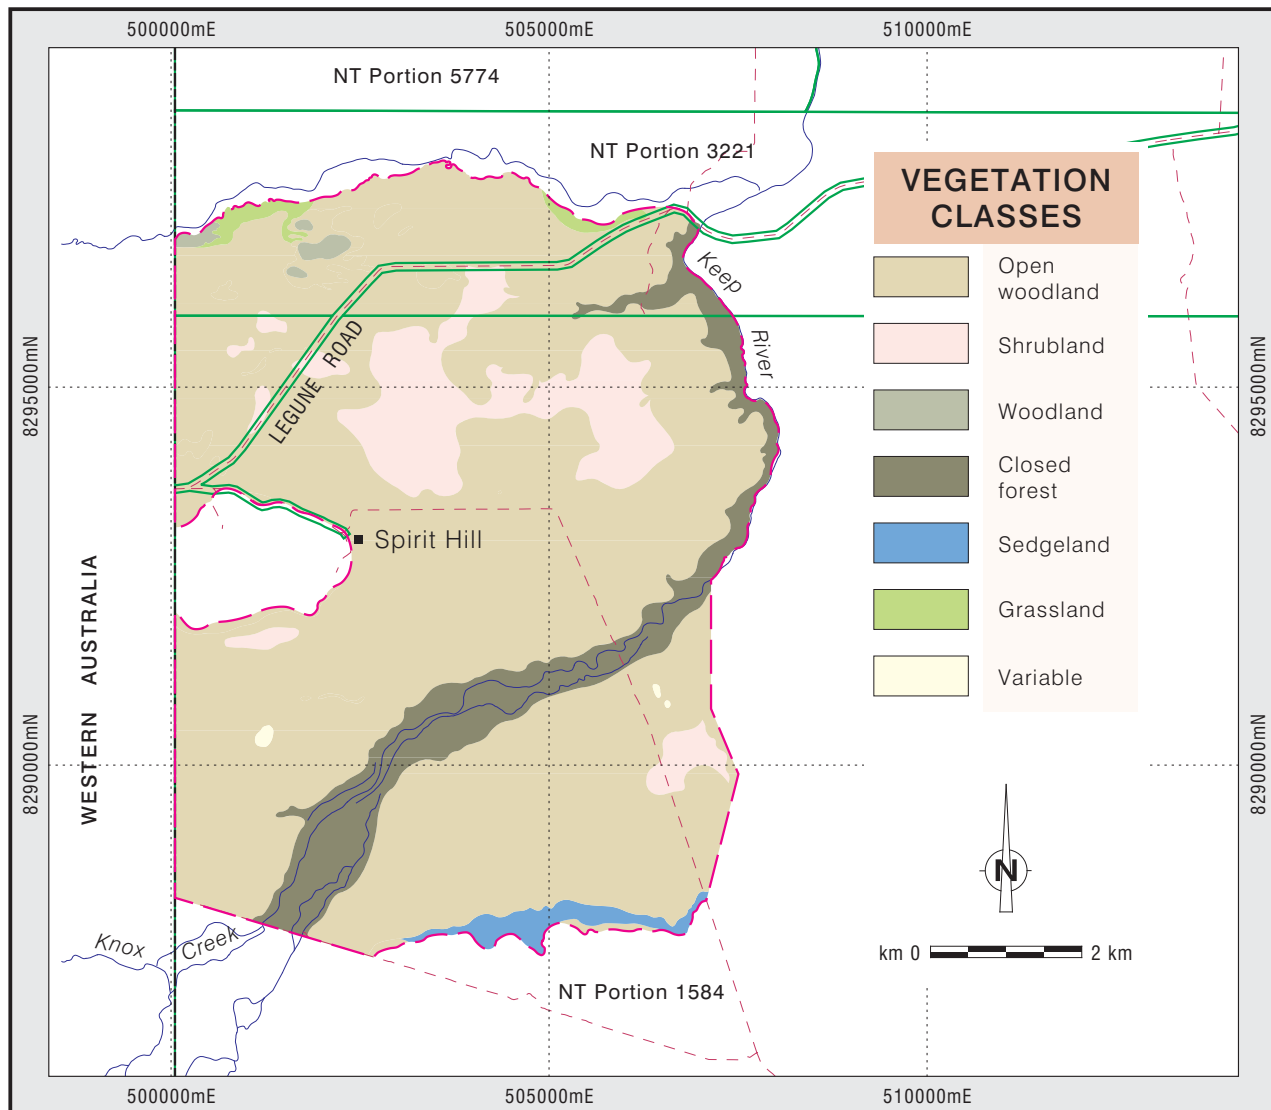 500000mE
505000mE
510000mE
NT Portion 5774
NT Portion 3221
VEGETATION
CLASSES
Keep
River
Open
woodland
Shrubland
Woodland
Closed
forest
Sedgeland
Grassland
Variable
LEGUNE ROAD
8295000mN
8295000mN
Spirit Hill
WESTERN AUSTRALIA
8290000mN
8290000mN
N
Knox
Creek
km 0
2 km
NT Portion 1584
500000mE
505000mE
510000mE